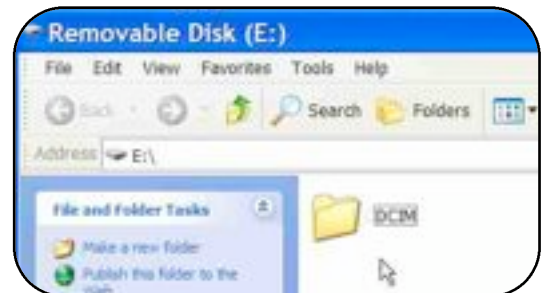 Removable Disk (E:)
File Edit View Favorites Tools Help
Back Search Folders
Address E:\
File and Folder Tasks
DCIM
Make a new folder
Publish this folder to the
Web